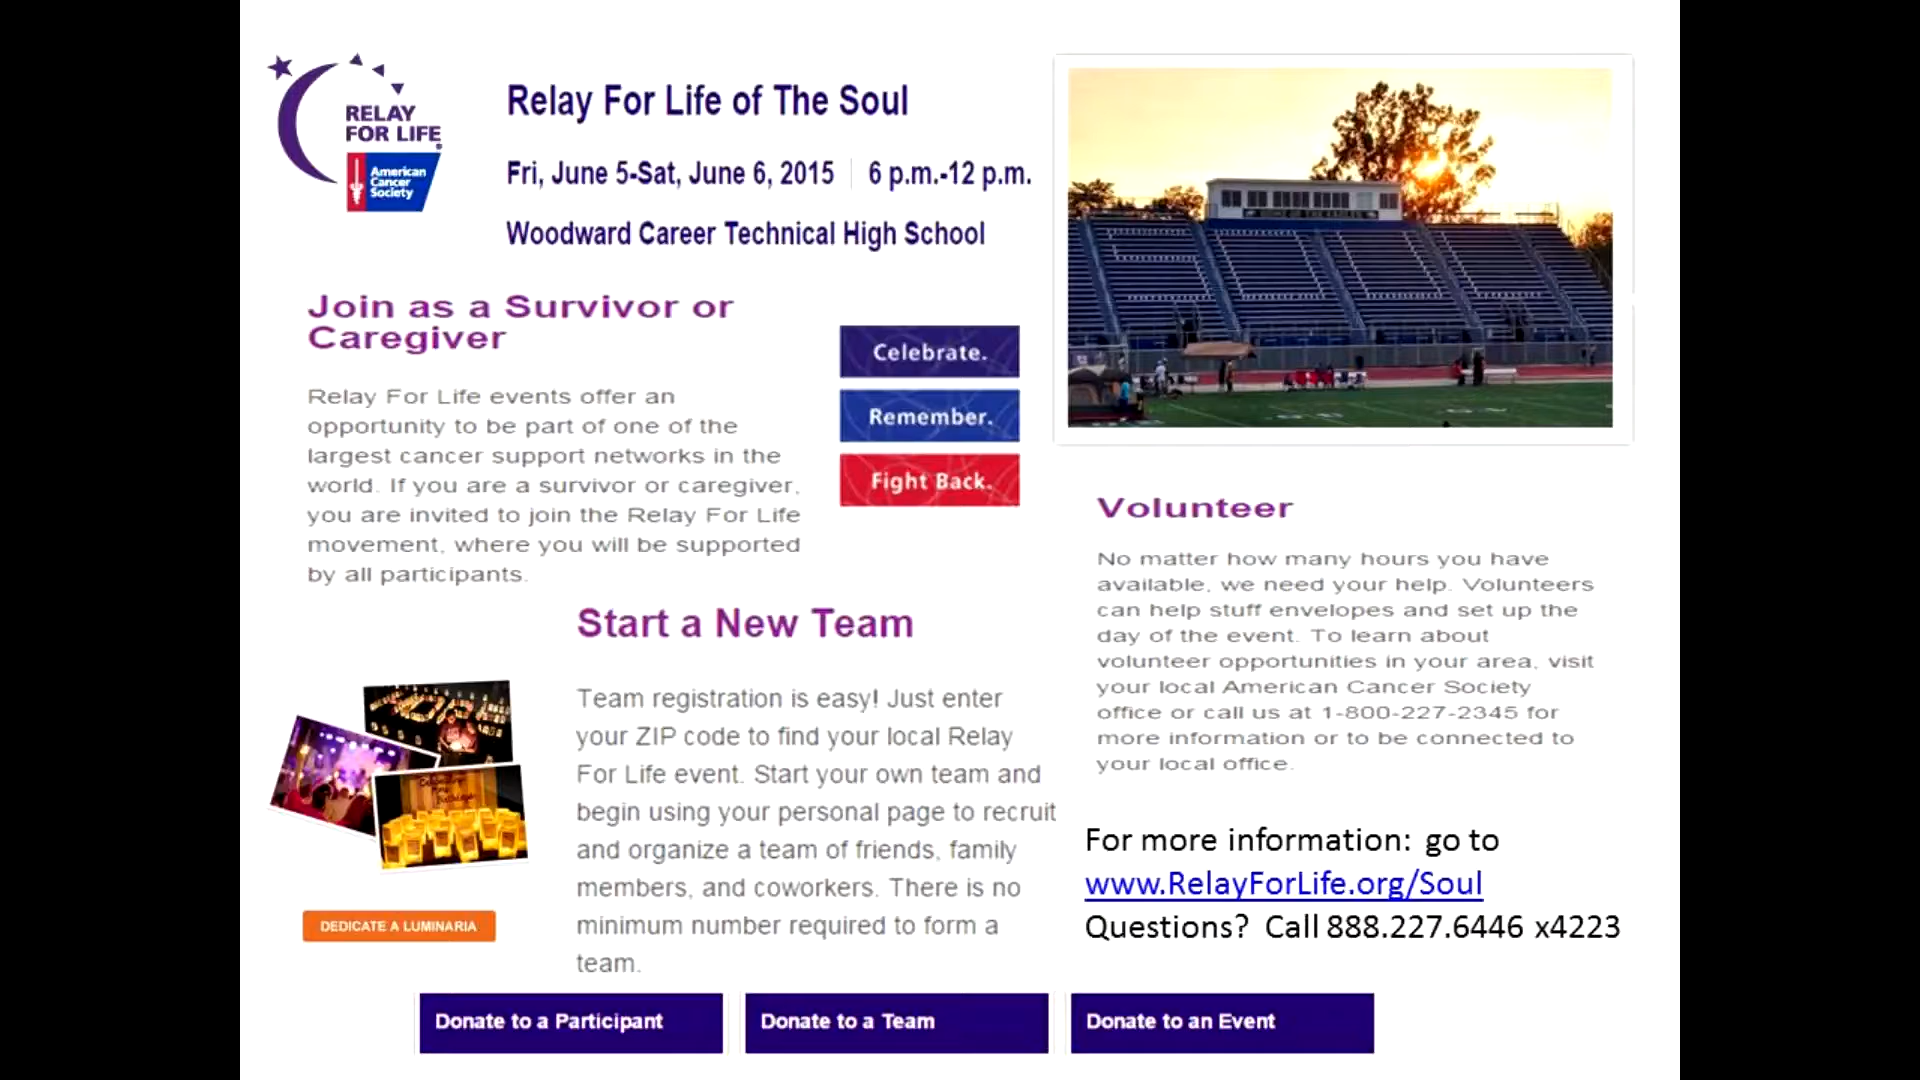 RELAY
FOR LIFE
American
Cancer
Society
Relay For Life of The Soul
Fri, June 5-Sat, June 6, 2015 6 p.m.-12 p.m.
Woodward Career Technical High School
Join as a Survivor or
Caregiver
Relay For Life events offer an
opportunity to be part of one of the
largest cancer support networks in the
world. If you are a survivor or caregiver,
you are invited to join the Relay For Life
movement, where you will be supported
by all participants.
Celebrate.
Remember.
Fight Back.
Start a New Team
Team registration is easy! Just enter
your ZIP code to find your local Relay
For Life event. Start your own team and
begin using your personal page to recruit
and organize a team of friends, family
members, and coworkers. There is no
minimum number required to form a
team.
DEDICATE A LUMINARIA
Volunteer
No matter how many hours you have
available, we need your help. Volunteers
can help stuff envelopes and set up the
day of the event. To learn about
volunteer opportunities in your area, visit
your local American Cancer Society
office or call us at 1-800-227-2345 for
more information or to be connected to
your local office.
For more information: go to
www.RelayForLife.org/Soul
Questions? Call 888.227.6446 x4223
Donate to a Participant
Donate to a Team
Donate to an Event